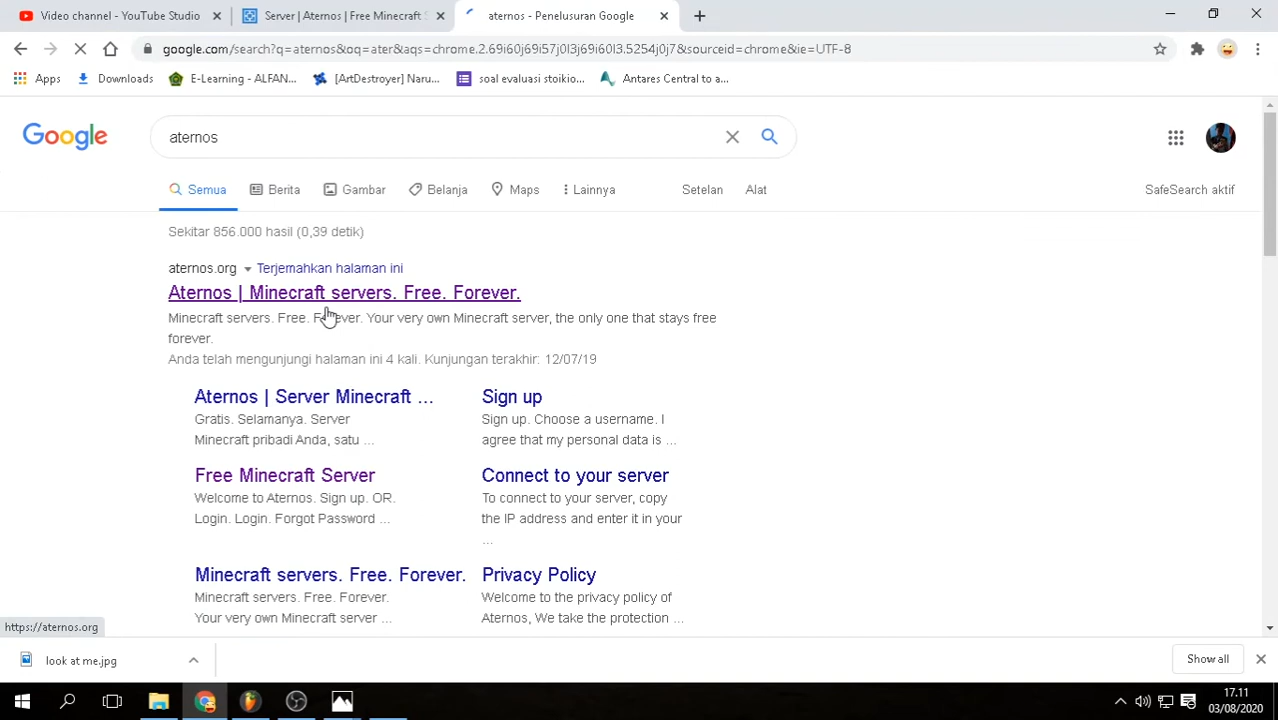 Video channel - YouTube Studio
Server | Aternos | Free Minecraft S
aternos - Penelusuran Google
google.com/search?q=aternos&oq=ater&aqs=chrome.2.69i60j69i57j0l3j69i60l3.5254j0j7&sourceid=chrome&ie=UTF-8
Apps
Downloads
E-Learning - ALFAN...
[ArtDestroyer] Naru...
soal evaluasi stoikio...
Antares Central to a...
Google
aternos
Semua
Berita
Gambar
Belanja
Maps
Lainnya
Setelan
Alat
SafeSearch aktif
Sekitar 856.000 hasil (0,39 detik)
aternos.org
Terjemahkan halaman ini
Aternos | Minecraft servers. Free. Forever.
Minecraft servers. Free. Forever. Your very own Minecraft server, the only one that stays free
forever.
Anda telah mengunjungi halaman ini 4 kali. Kunjungan terakhir: 12/07/19
Aternos | Server Minecraft ...
Gratis. Selamanya. Server
Minecraft pribadi Anda, satu ...
Sign up
Sign up. Choose a username. I
agree that my personal data is ...
Free Minecraft Server
Welcome to Aternos. Sign up. OR.
Login. Login. Forgot Password ...
Connect to your server
To connect to your server, copy
the IP address and enter it in your
...
Minecraft servers. Free. Forever.
Minecraft servers. Free. Forever.
Your very own Minecraft server ...
Privacy Policy
Welcome to the privacy policy of
Aternos, We take the protection ...
https://aternos.org
look at me.jpg
Show all
17.11
03/08/2020